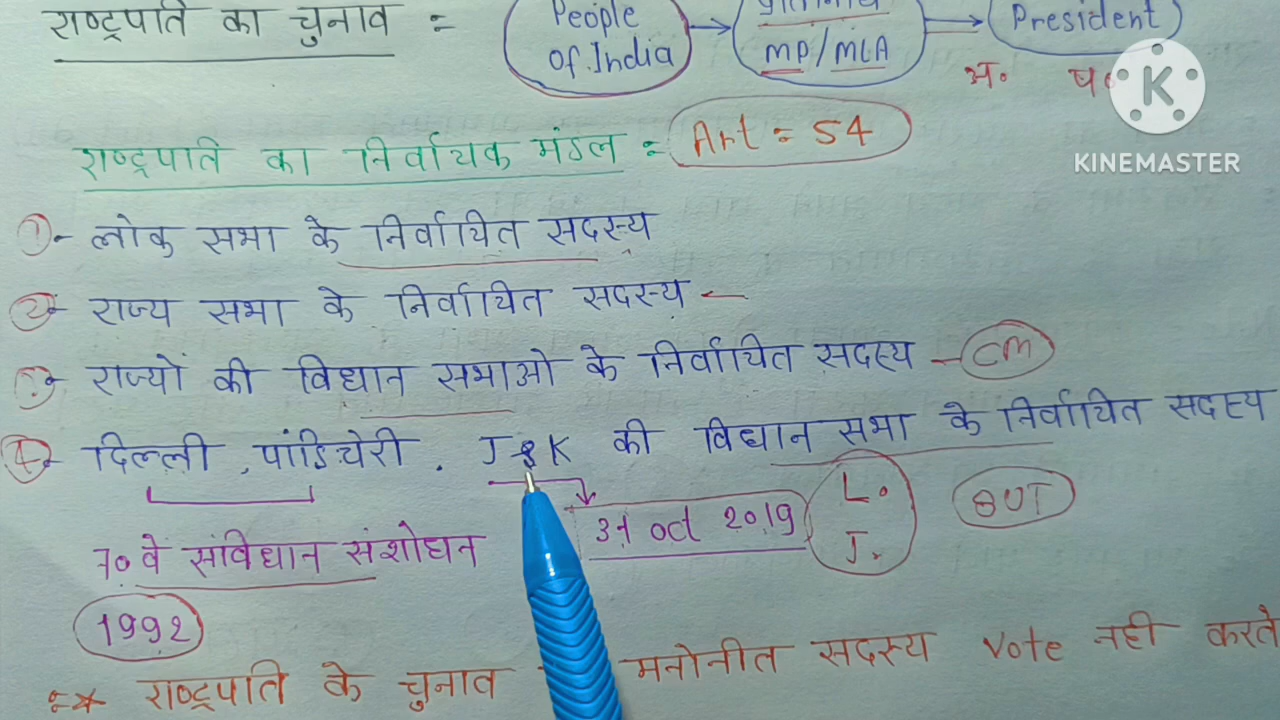 राष्ट्रपति का चुनाव = People of India → प्रतिनिधि MP/MLA → President
अ॰ प॰
राष्ट्रपति का निर्वाचक मंडल = Art = 54
①- लोक सभा के निर्वाचित सदस्य
②- राज्य सभा के निर्वाचित सदस्य –
③- राज्यों की विधान सभाओ के निर्वाचित सदस्य – CM
④- दिल्ली, पांडिचेरी, J&K की विधान सभा के निर्वाचित सदस्य
70 वे संविधान संशोधन 31 oct 2019 L. J. BUT
1992
=* राष्ट्रपति के चुनाव मनोनीत सदस्य Vote नही करते
K
KINEMASTER